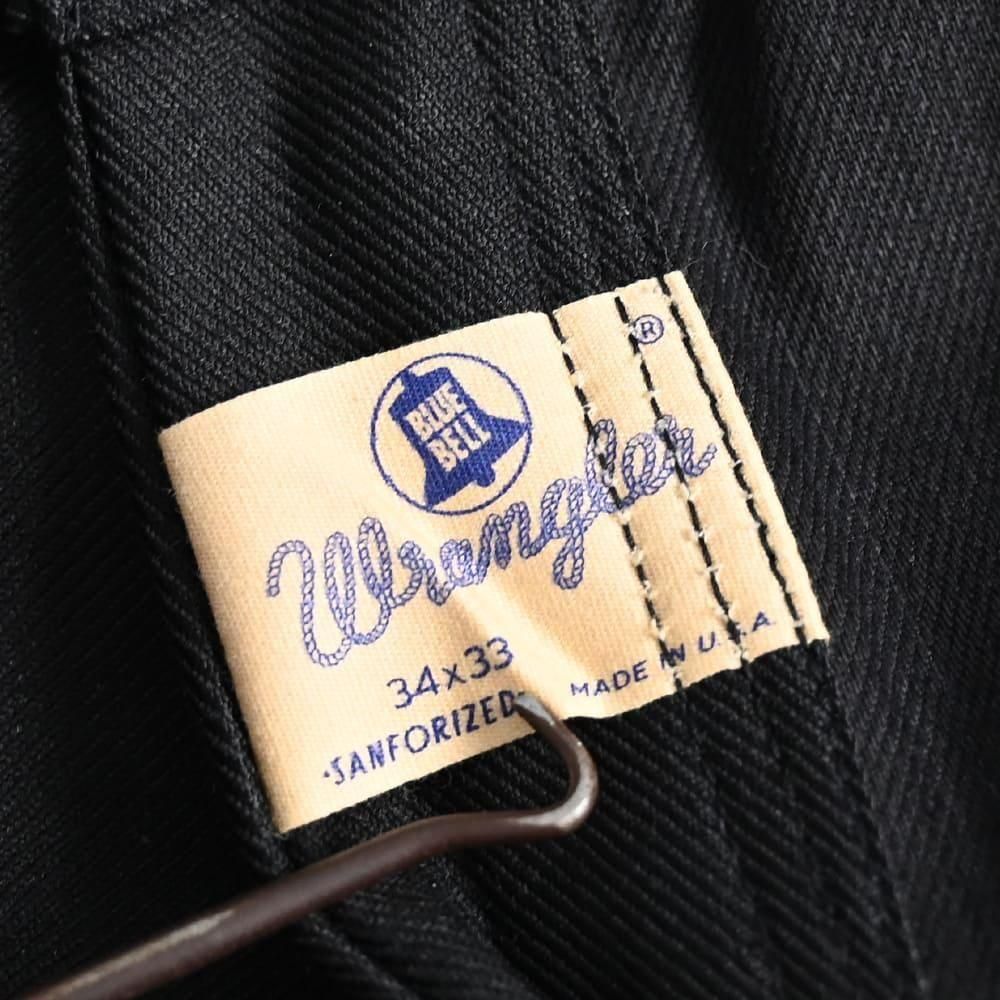 ®
BLUE
BELL
Wrangler
34x33
MADE IN U.S.A.
·SANFORIZED·